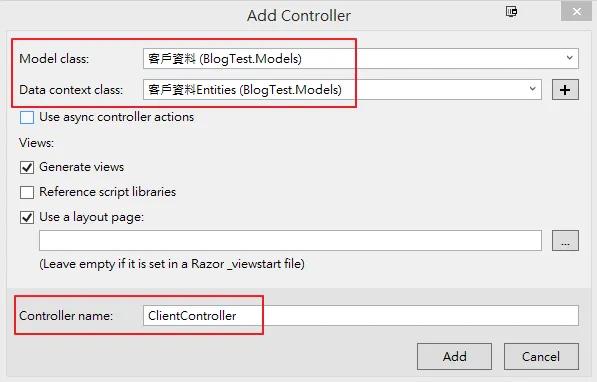 Add Controller
Model class: 客戶資料 (BlogTest.Models)
Data context class: 客戶資料Entities (BlogTest.Models) +
Use async controller actions
Views:
Generate views
Reference script libraries
Use a layout page:
...
(Leave empty if it is set in a Razor _viewstart file)
Controller name: ClientController
Add Cancel